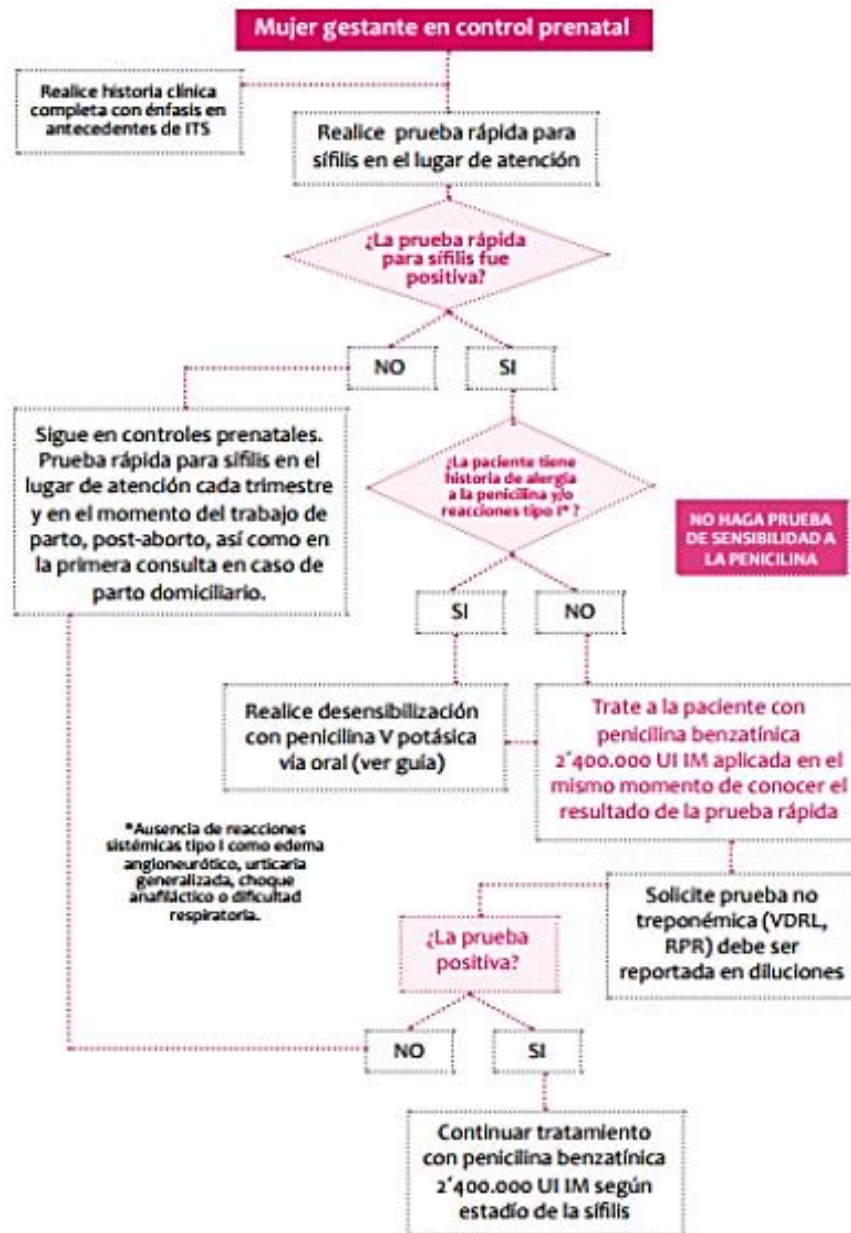 Mujer gestante en control prenatal
Realice historia clínica
completa con énfasis en
antecedentes de ITS
Realice prueba rápida para
sífilis en el lugar de atención
¿La prueba rápida
para sífilis fue
positiva?
NO
SI
Sigue en controles prenatales.
Prueba rápida para sífilis en el
lugar de atención cada trimestre
y en el momento del trabajo de
parto, post-aborto, así como en
la primera consulta en caso de
parto domiciliario.
¿La paciente tiene
historia de alergia
a la penicilina y/o
reacciones tipo I* ?
NO HAGA PRUEBA
DE SENSIBILIDAD A
LA PENICILINA
SI
NO
Realice desensibilización
con penicilina V potásica
vía oral (ver guía)
Trate a la paciente con
penicilina benzatínica
2'400.000 UI IM aplicada en el
mismo momento de conocer el
resultado de la prueba rápida
*Ausencia de reacciones
sistémicas tipo I como edema
angioneurótico, urticaria
generalizada, choque
anafiláctico o dificultad
respiratoria.
Solicite prueba no
treponémica (VDRL,
RPR) debe ser
reportada en diluciones
¿La prueba
positiva?
NO
SI
Continuar tratamiento
con penicilina benzatínica
2'400.000 UI IM según
estadío de la sífilis